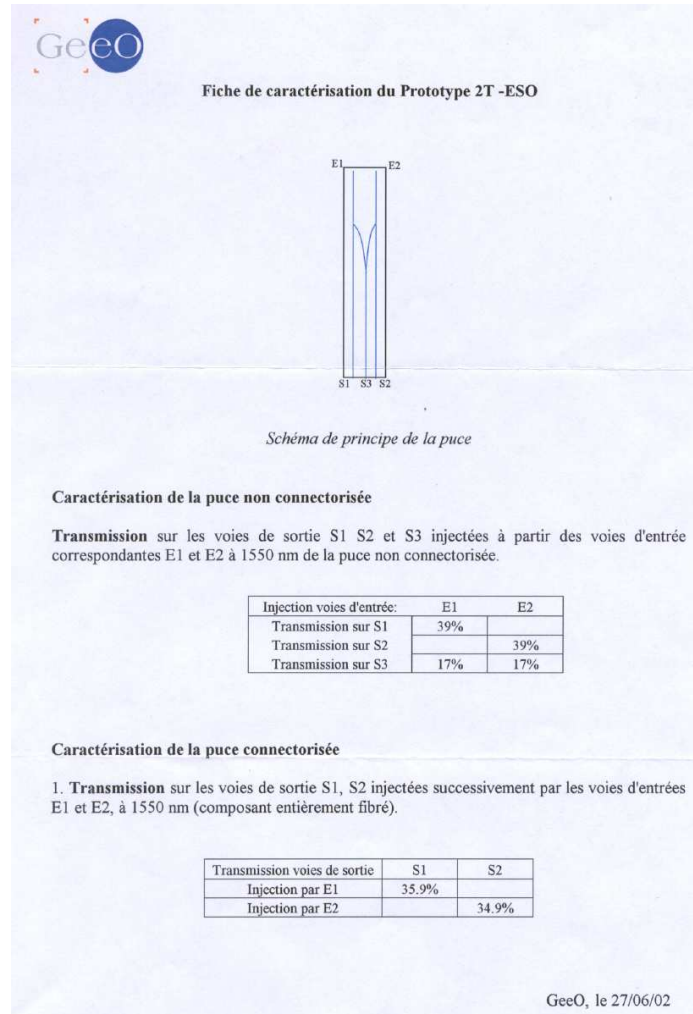 GeeO
Fiche de caractérisation du Prototype 2T -ESO
E1 E2
S1 S3 S2
Schéma de principe de la puce
Caractérisation de la puce non connectorisée
Transmission sur les voies de sortie S1 S2 et S3 injectées à partir des voies d'entrée
correspondantes E1 et E2 à 1550 nm de la puce non connectorisée.
Injection voies d'entrée: E1 E2
Transmission sur S1 39%
Transmission sur S2 39%
Transmission sur S3 17% 17%
Caractérisation de la puce connectorisée
1. Transmission sur les voies de sortie S1, S2 injectées successivement par les voies d'entrées
E1 et E2, à 1550 nm (composant entièrement fibré).
Transmission voies de sortie S1 S2
Injection par E1 35.9%
Injection par E2 34.9%
GeeO, le 27/06/02